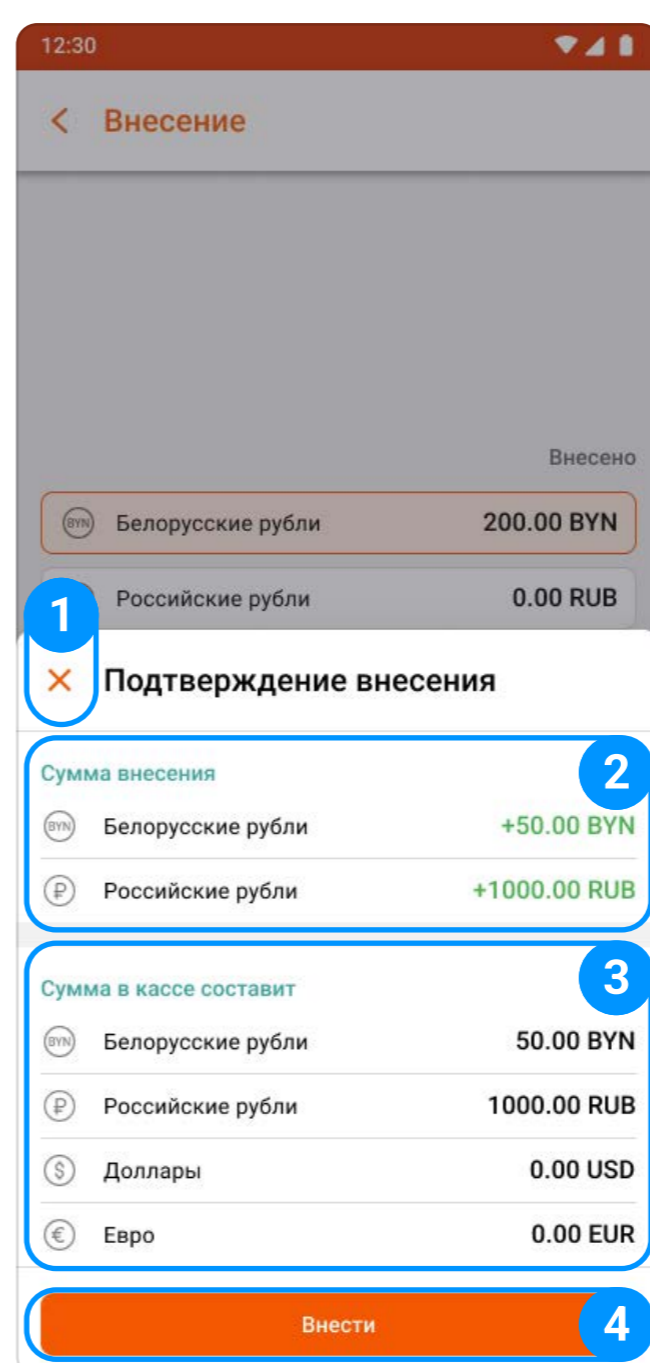 12:30
Внесение
Внесено
BYN Белорусские рубли 200.00 BYN
Российские рубли 0.00 RUB
1
Подтверждение внесения
2
Сумма внесения
BYN Белорусские рубли +50.00 BYN
₽ Российские рубли +1000.00 RUB
3
Сумма в кассе составит
BYN Белорусские рубли 50.00 BYN
₽ Российские рубли 1000.00 RUB
$ Доллары 0.00 USD
€ Евро 0.00 EUR
Внести 4